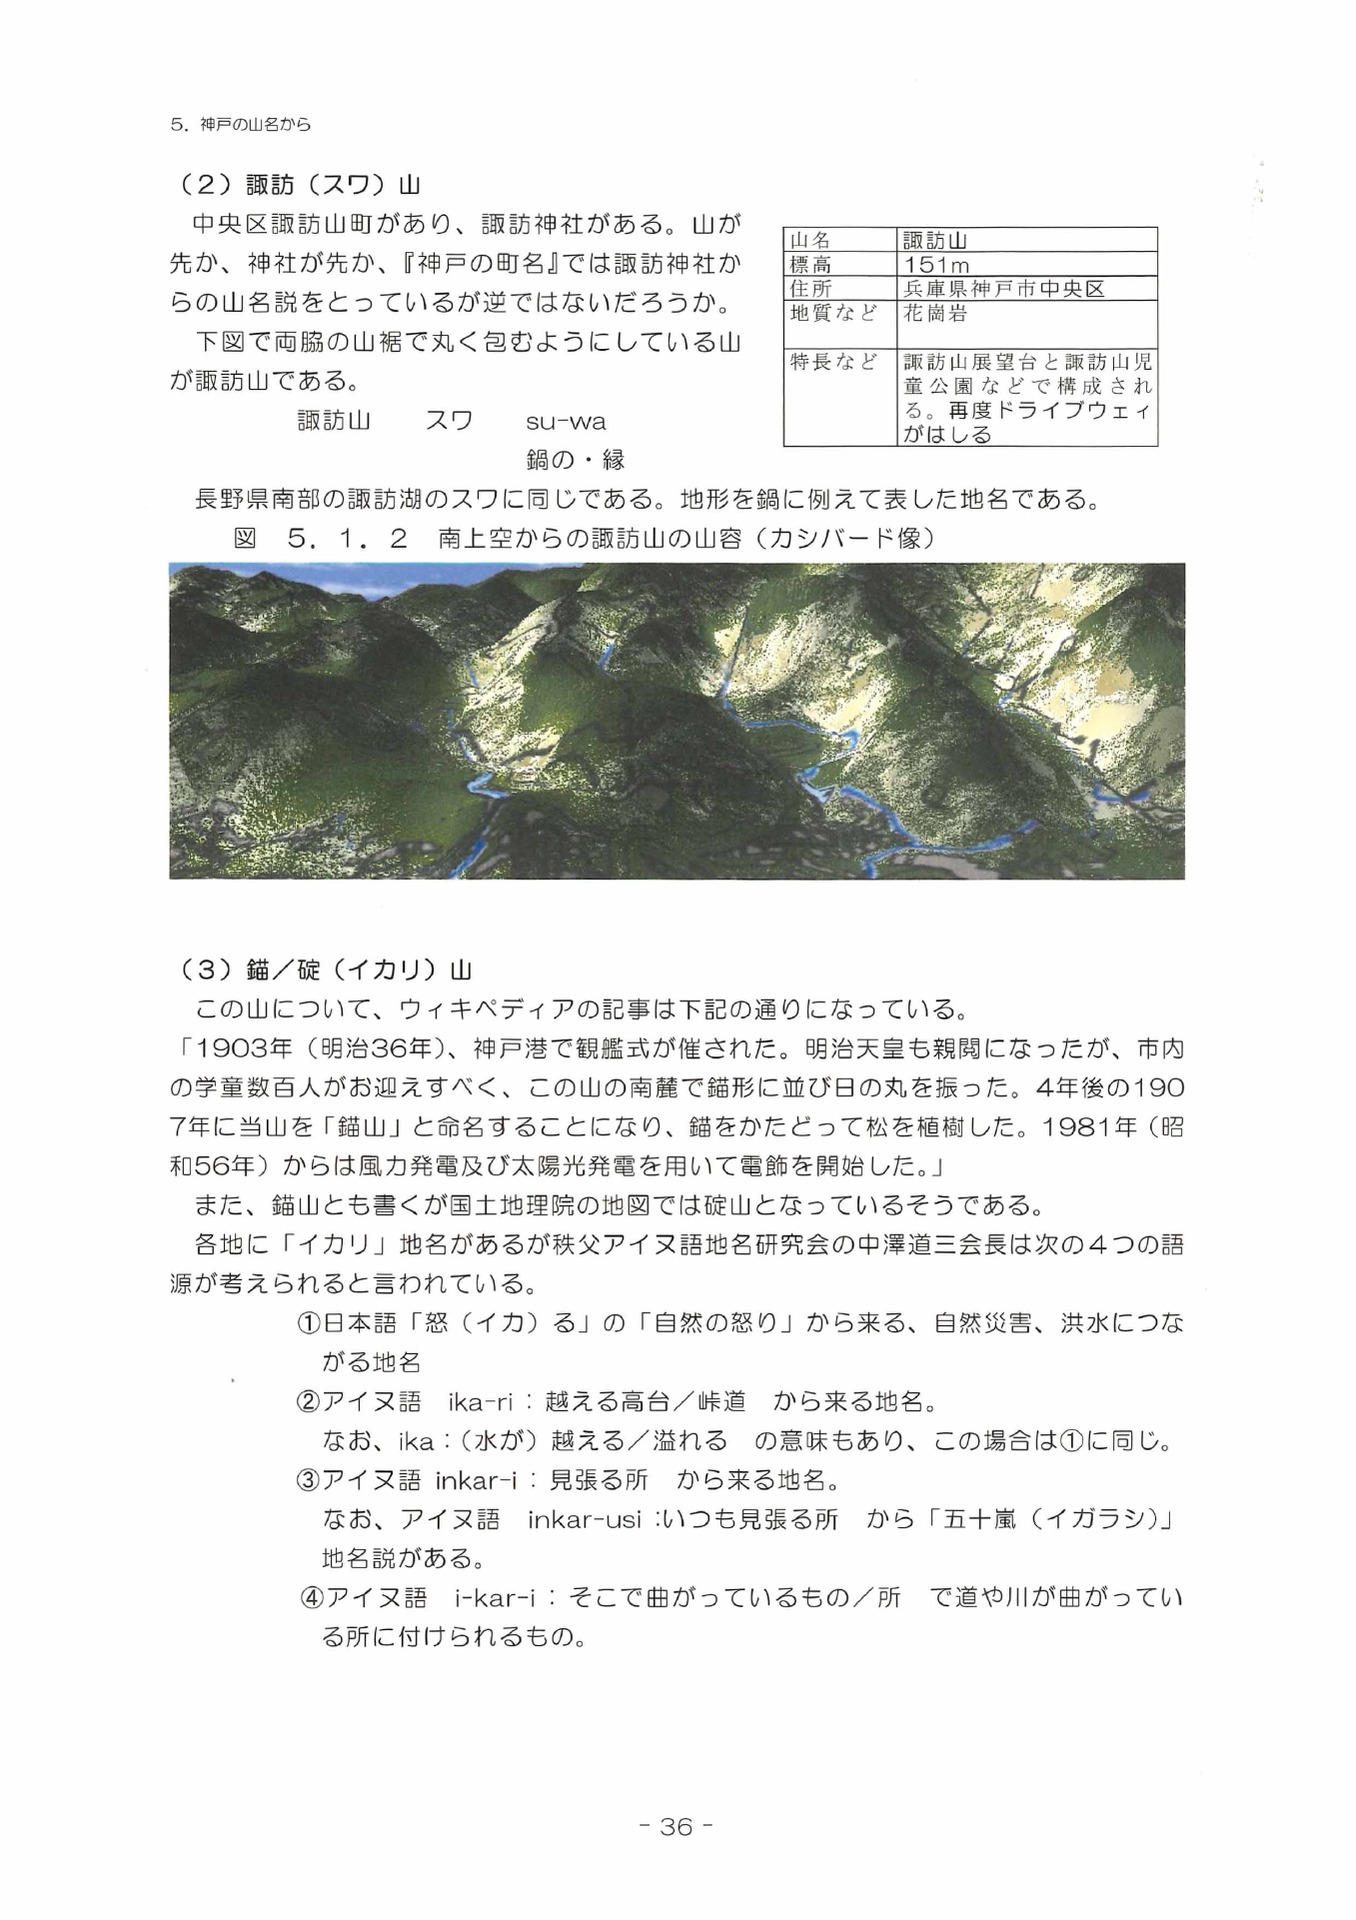 5．神戸の山名から
（2）諏訪（スワ）山
中央区諏訪山町があり、諏訪神社がある。山が
先か、神社が先か、『神戸の町名』では諏訪神社か
らの山名説をとっているが逆ではないだろうか。
下図で両脇の山裾で丸く包むようにしている山
が諏訪山である。
諏訪山　スワ　su-wa
鍋の・縁
山名　諏訪山
標高　151m
住所　兵庫県神戸市中央区
地質など　花崗岩
特長など　諏訪山展望台と諏訪山児
童公園などで構成され
る。再度ドライブウェィ
がはしる
長野県南部の諏訪湖のスワに同じである。地形を鍋に例えて表した地名である。
図　5．1．2　南上空からの諏訪山の山容（カシバード像）
（3）錨／碇（イカリ）山
この山について、ウィキペディアの記事は下記の通りになっている。
「1903年（明治36年）、神戸港で観艦式が催された。明治天皇も親閲になったが、市内
の学童数百人がお迎えすべく、この山の南麓で錨形に並び日の丸を振った。4年後の190
7年に当山を「錨山」と命名することになり、錨をかたどって松を植樹した。1981年（昭
和56年）からは風力発電及び太陽光発電を用いて電飾を開始した。」
また、錨山とも書くが国土地理院の地図では碇山となっているそうである。
各地に「イカリ」地名があるが秩父アイヌ語地名研究会の中澤道三会長は次の４つの語
源が考えられると言われている。
①日本語「怒（イカ）る」の「自然の怒り」から来る、自然災害、洪水につな
がる地名
②アイヌ語　ika-ri：越える高台／峠道　から来る地名。
なお、ika：（水が）越える／溢れる　の意味もあり、この場合は①に同じ。
③アイヌ語 inkar-i：見張る所　から来る地名。
なお、アイヌ語　inkar-usi：いつも見張る所　から「五十嵐（イガラシ）」
地名説がある。
④アイヌ語　i-kar-i：そこで曲がっているもの／所　で道や川が曲がってい
る所に付けられるもの。
- 36 -